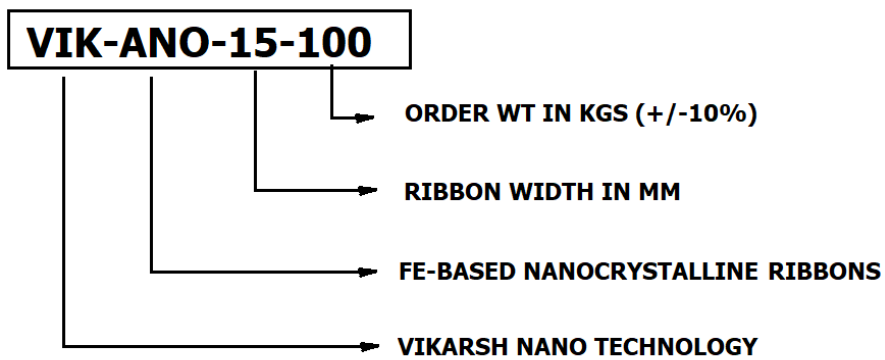 VIK-ANO-15-100
ORDER WT IN KGS (+/-10%)
RIBBON WIDTH IN MM
FE-BASED NANOCRYSTALLINE RIBBONS
VIKARSH NANO TECHNOLOGY